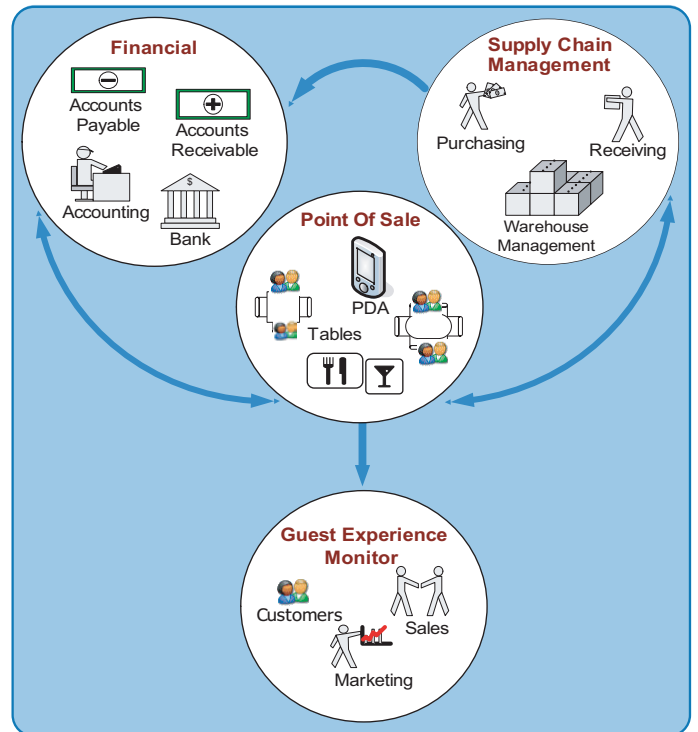 Financial
Accounts
Payable
Accounts
Receivable
Accounting
$
Bank
Supply Chain
Management
Purchasing
Receiving
Warehouse
Management
Point Of Sale
PDA
Tables
Guest Experience
Monitor
Customers
Sales
Marketing